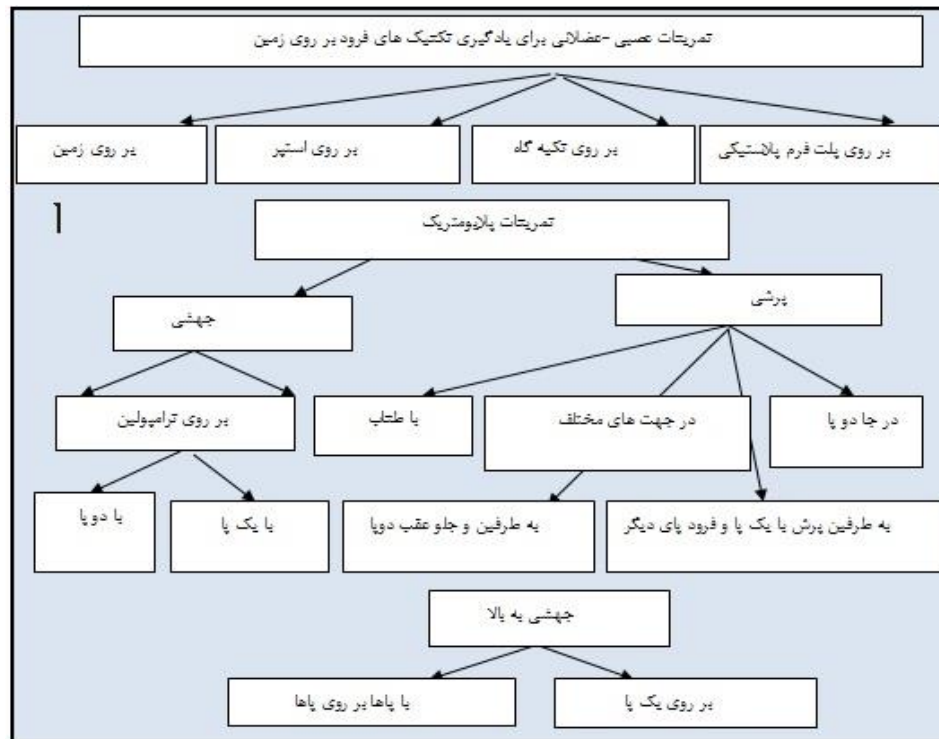 تمرینات عصبی -عضلانی برای یادگیری تکنیک های فرود بر روی زمین
بر روی پلت فرم پلاستیکی
بر روی تکیه گاه
بر روی استپر
بر روی زمین
1
تمرینات پلایومتریک
پرشی
جهشی
در جا دو پا
در جهت های مختلف
با طناب
بر روی ترامپولین
به طرفین پرش با یک پا و فرود پای دیگر
به طرفین و جلو عقب دوپا
با یک پا
با دو پا
جهشی به بالا
بر روی یک پا
با پاها بر روی پاها